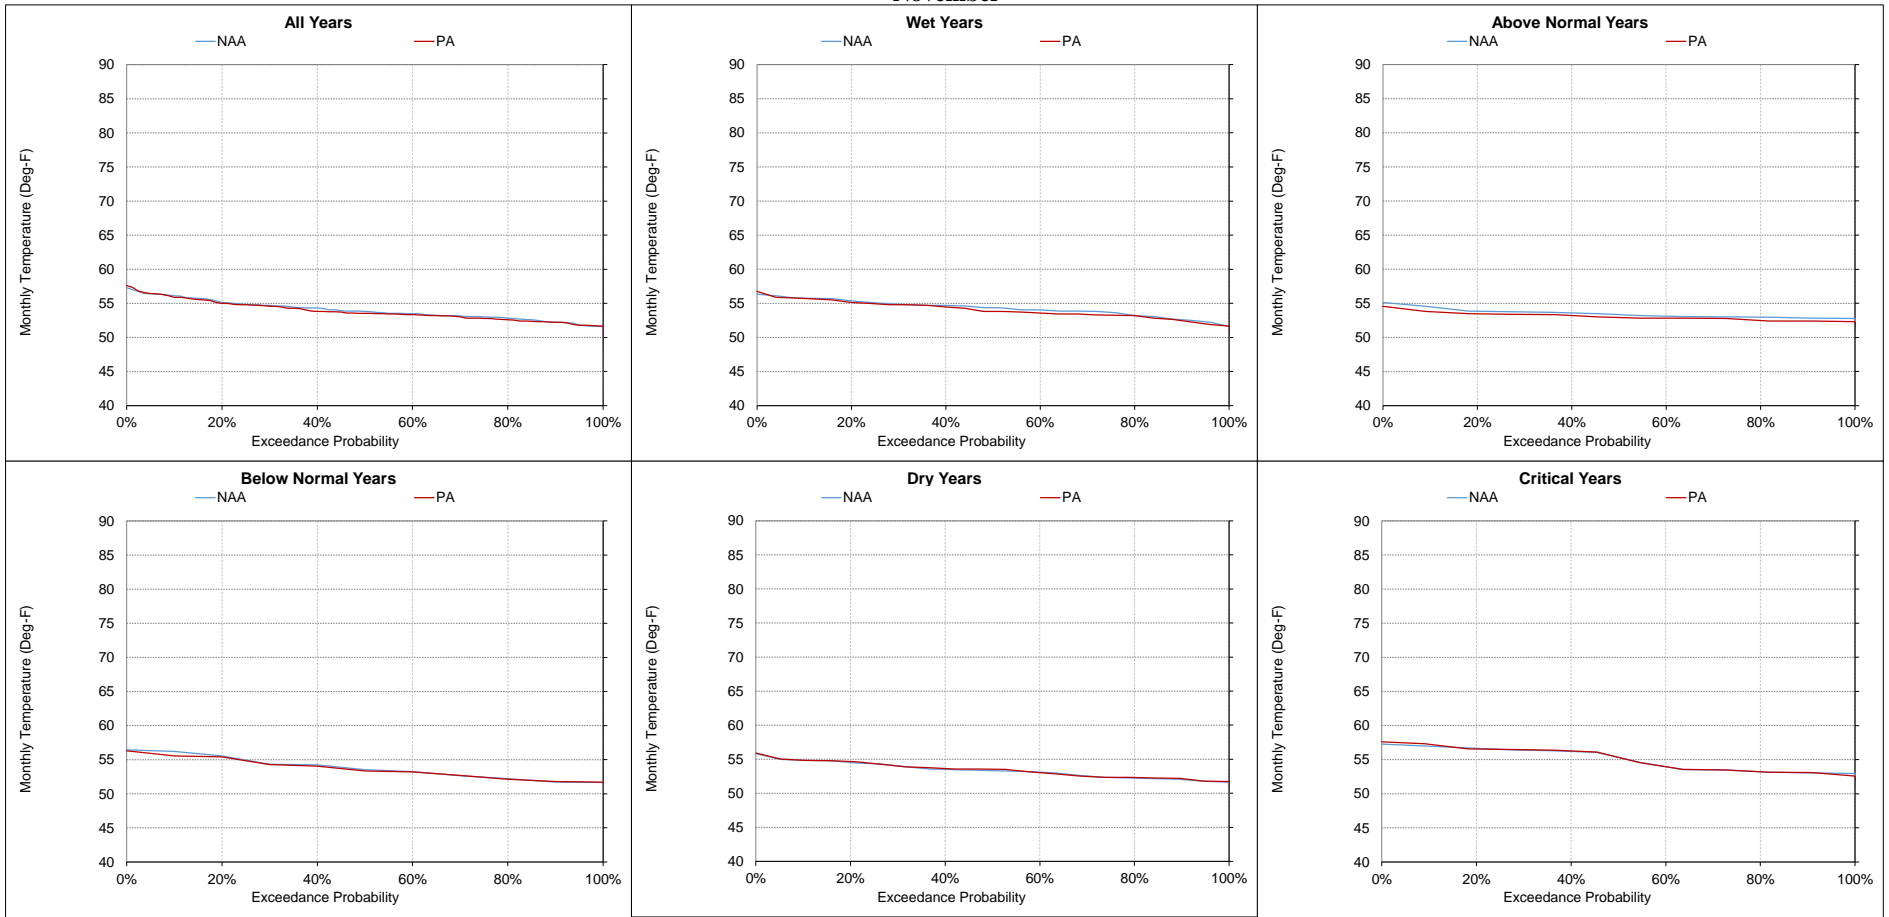 All Years
NAA PA
90
85
80
75
70
65
60
55
50
45
40
0% 20% 40% 60% 80% 100%
Exceedance Probability
Monthly Temperature (Deg-F)
Wet Years
NAA PA
90
85
80
75
70
65
60
55
50
45
40
0% 20% 40% 60% 80% 100%
Exceedance Probability
Monthly Temperature (Deg-F)
Above Normal Years
NAA PA
90
85
80
75
70
65
60
55
50
45
40
0% 20% 40% 60% 80% 100%
Exceedance Probability
Monthly Temperature (Deg-F)
Below Normal Years
NAA PA
90
85
80
75
70
65
60
55
50
45
40
0% 20% 40% 60% 80% 100%
Exceedance Probability
Monthly Temperature (Deg-F)
Dry Years
NAA PA
90
85
80
75
70
65
60
55
50
45
40
0% 20% 40% 60% 80% 100%
Exceedance Probability
Monthly Temperature (Deg-F)
Critical Years
NAA PA
90
85
80
75
70
65
60
55
50
45
40
0% 20% 40% 60% 80% 100%
Exceedance Probability
Monthly Temperature (Deg-F)